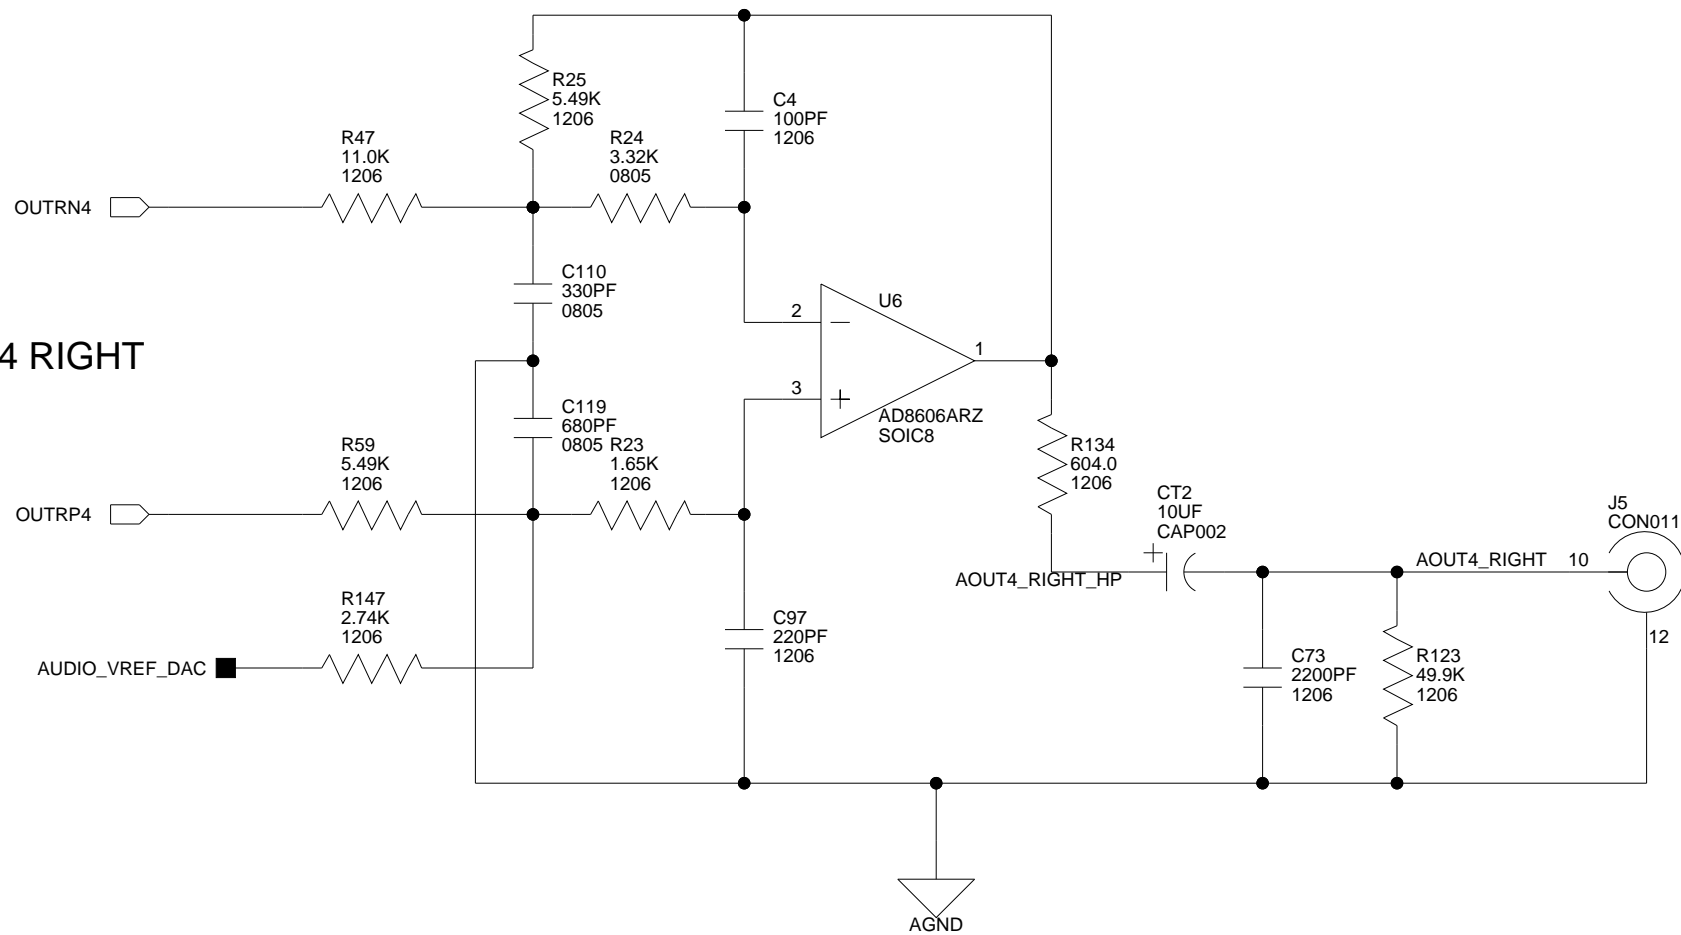 R25
5.49K
1206
C4
100PF
1206
R47
11.0K
1206
R24
3.32K
0805
OUTRN4
C110
330PF
0805
U6
2
3
1
AD8606ARZ
SOIC8
4 RIGHT
C119
680PF
0805
R59
5.49K
1206
R23
1.65K
1206
OUTRP4
R134
604.0
1206
CT2
10UF
CAP002
+
AOUT4_RIGHT_HP
J5
CON011
AOUT4_RIGHT
10
12
R147
2.74K
1206
AUDIO_VREF_DAC
C97
220PF
1206
C73
2200PF
1206
R123
49.9K
1206
AGND